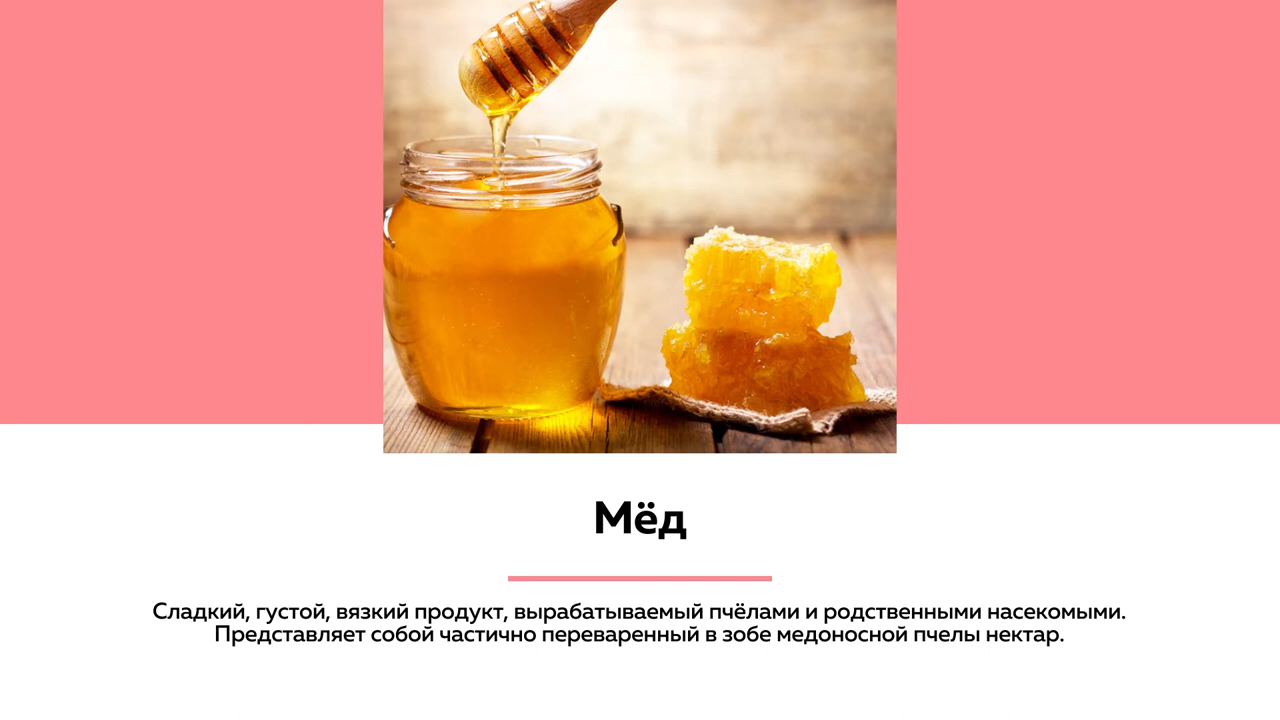 Мёд
Сладкий, густой, вязкий продукт, вырабатываемый пчёлами и родственными насекомыми.
Представляет собой частично переваренный в зобе медоносной пчелы нектар.